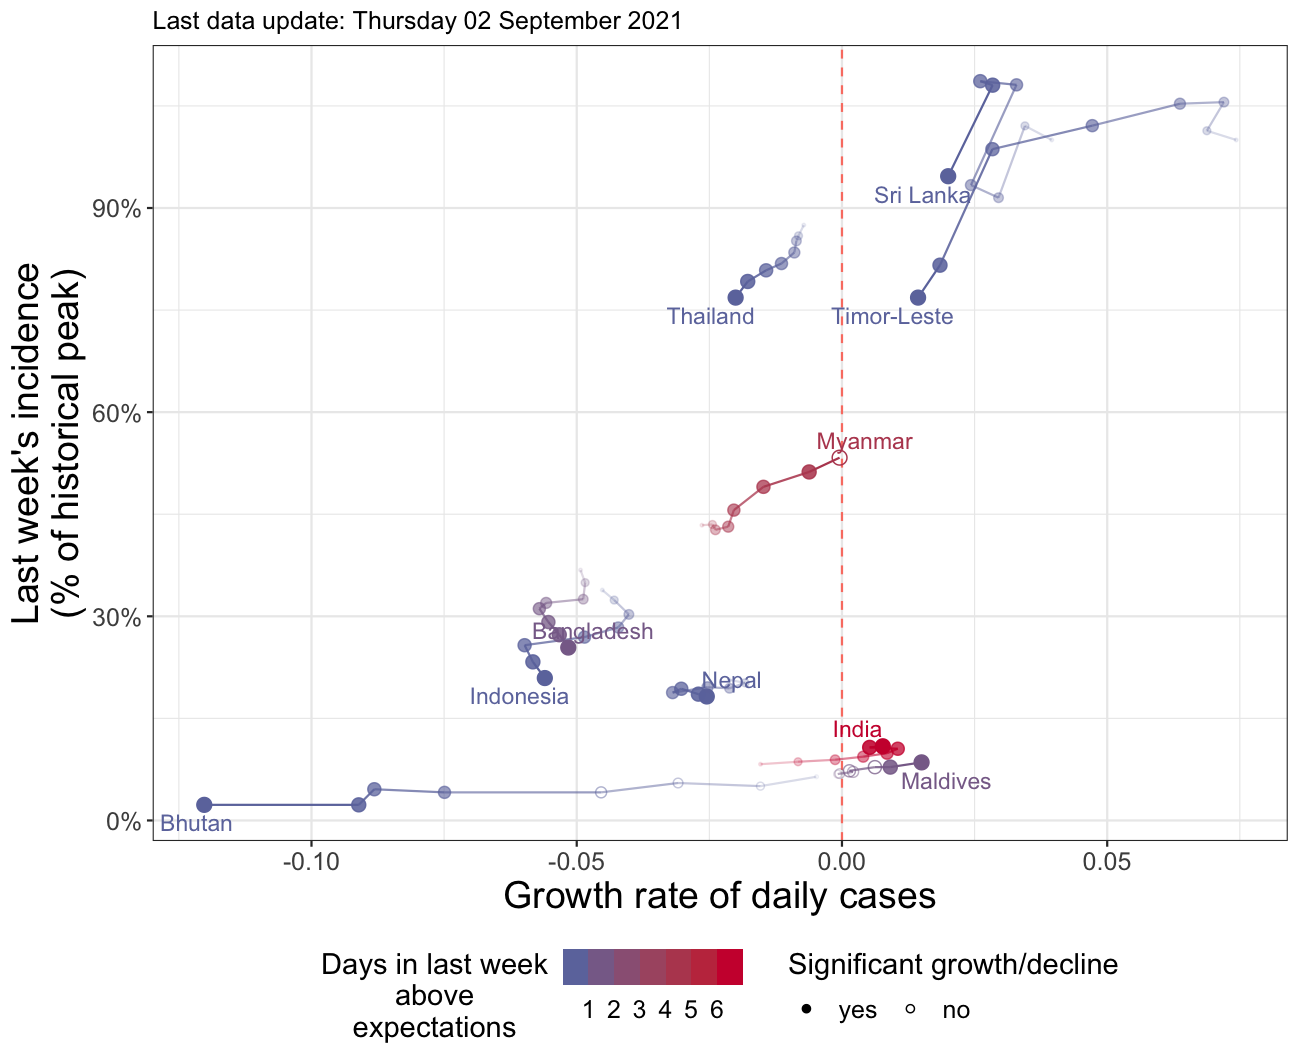 Last data update: Thursday 02 September 2021
Last week's incidence
(% of historical peak)
90%
60%
30%
0%
Sri Lanka
Thailand
Timor-Leste
Myanmar
Bangladesh
Indonesia
Nepal
India
Maldives
Bhutan
-0.10
-0.05
0.00
0.05
Growth rate of daily cases
Days in last week
above
expectations
1 2 3 4 5 6
Significant growth/decline
yes
no